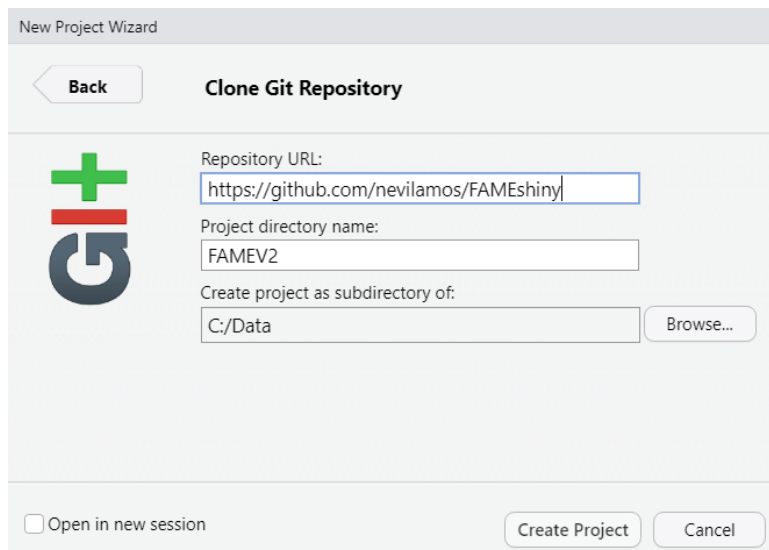 New Project Wizard
Back
Clone Git Repository
GIt
Repository URL:
https://github.com/nevilamos/FAMEshiny
Project directory name:
FAMEV2
Create project as subdirectory of:
C:/Data
Browse...
Open in new session
Create Project
Cancel